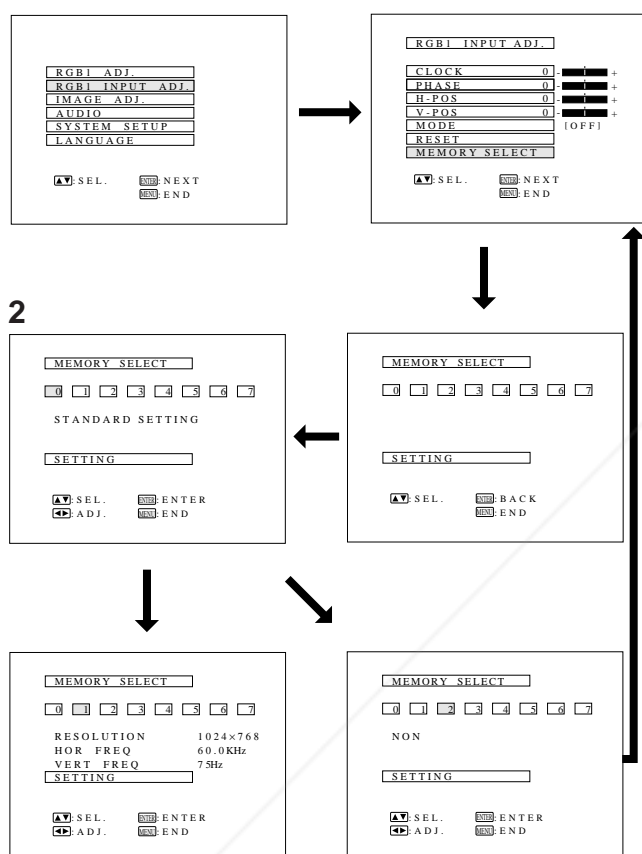 RGB1 ADJ.
RGB1 INPUT ADJ.
IMAGE ADJ.
AUDIO
SYSTEM SETUP
LANGUAGE
▲▼:SEL. ENTER:NEXT
MENU:END
RGB1 INPUT ADJ.
CLOCK 0 - +
PHASE 0 - +
H-POS 0 - +
V-POS 0 - +
MODE [OFF]
RESET
MEMORY SELECT
▲▼:SEL. ENTER:NEXT
MENU:END
2
MEMORY SELECT
0 1 2 3 4 5 6 7
STANDARD SETTING
SETTING
▲▼:SEL. ENTER:ENTER
◄►:ADJ. MENU:END
MEMORY SELECT
0 1 2 3 4 5 6 7
SETTING
▲▼:SEL. ENTER:BACK
MENU:END
MEMORY SELECT
0 1 2 3 4 5 6 7
RESOLUTION 1024×768
HOR FREQ 60.0KHz
VERT FREQ 75Hz
SETTING
▲▼:SEL. ENTER:ENTER
◄►:ADJ. MENU:END
MEMORY SELECT
0 1 2 3 4 5 6 7
NON
SETTING
▲▼:SEL. ENTER:ENTER
◄►:ADJ. MENU:END